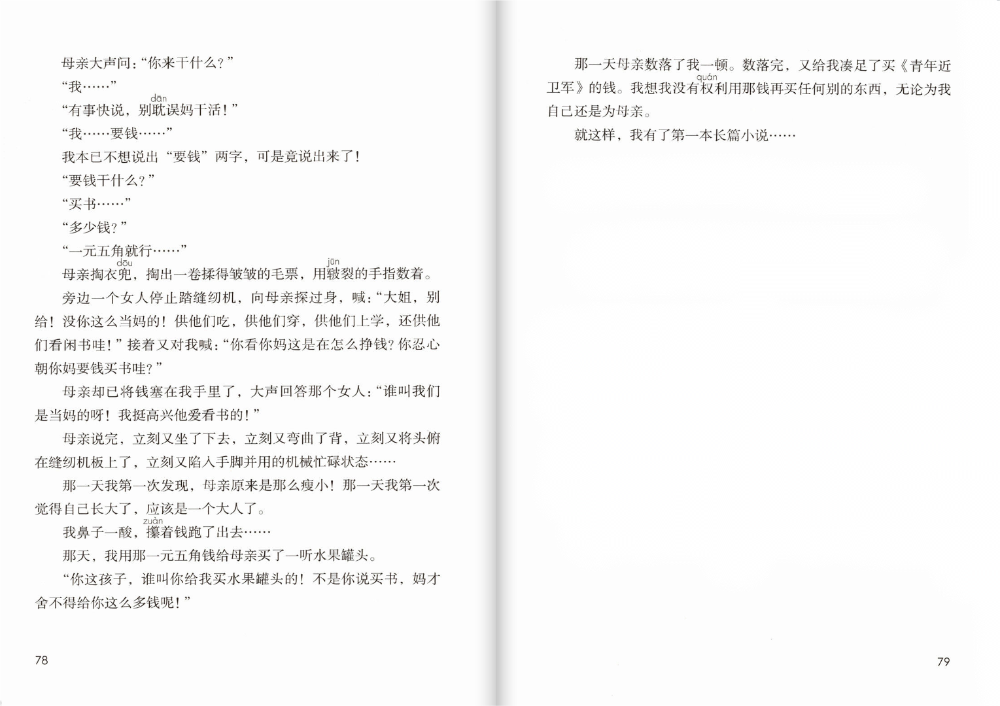 母亲大声问：“你来干什么？”
“我……”
dān
“有事快说，别耽误妈干活！”
“我……要钱……”
我本已不想说出“要钱”两字，可是竟说出来了！
“要钱干什么？”
“买书……”
“多少钱？”
“一元五角就行……”
dōu jūn
母亲掏衣兜，掏出一卷揉得皱皱的毛票，用皲裂的手指数着。
旁边一个女人停止踏缝纫机，向母亲探过身，喊：“大姐，别
给！没你这么当妈的！供他们吃，供他们穿，供他们上学，还供他
们看闲书哇！”接着又对我喊：“你看你妈这是在怎么挣钱？你忍心
朝你妈要钱买书哇？”
母亲却已将钱塞在我手里了，大声回答那个女人：“谁叫我们
是当妈的呀！我挺高兴他爱看书的！”
母亲说完，立刻又坐了下去，立刻又弯曲了背，立刻又将头俯
在缝纫机板上了，立刻又陷入手脚并用的机械忙碌状态……
那一天我第一次发现，母亲原来是那么瘦小！那一天我第一次
觉得自己长大了，应该是一个大人了。
zuàn
我鼻子一酸，攥着钱跑了出去……
那天，我用那一元五角钱给母亲买了一听水果罐头。
“你这孩子，谁叫你给我买水果罐头的！不是你说买书，妈才
舍不得给你这么多钱呢！”
78
那一天母亲数落了我一顿。数落完，又给我凑足了买《青年近
quán
卫军》的钱。我想我没有权利用那钱再买任何别的东西，无论为我
自己还是为母亲。
就这样，我有了第一本长篇小说……
79